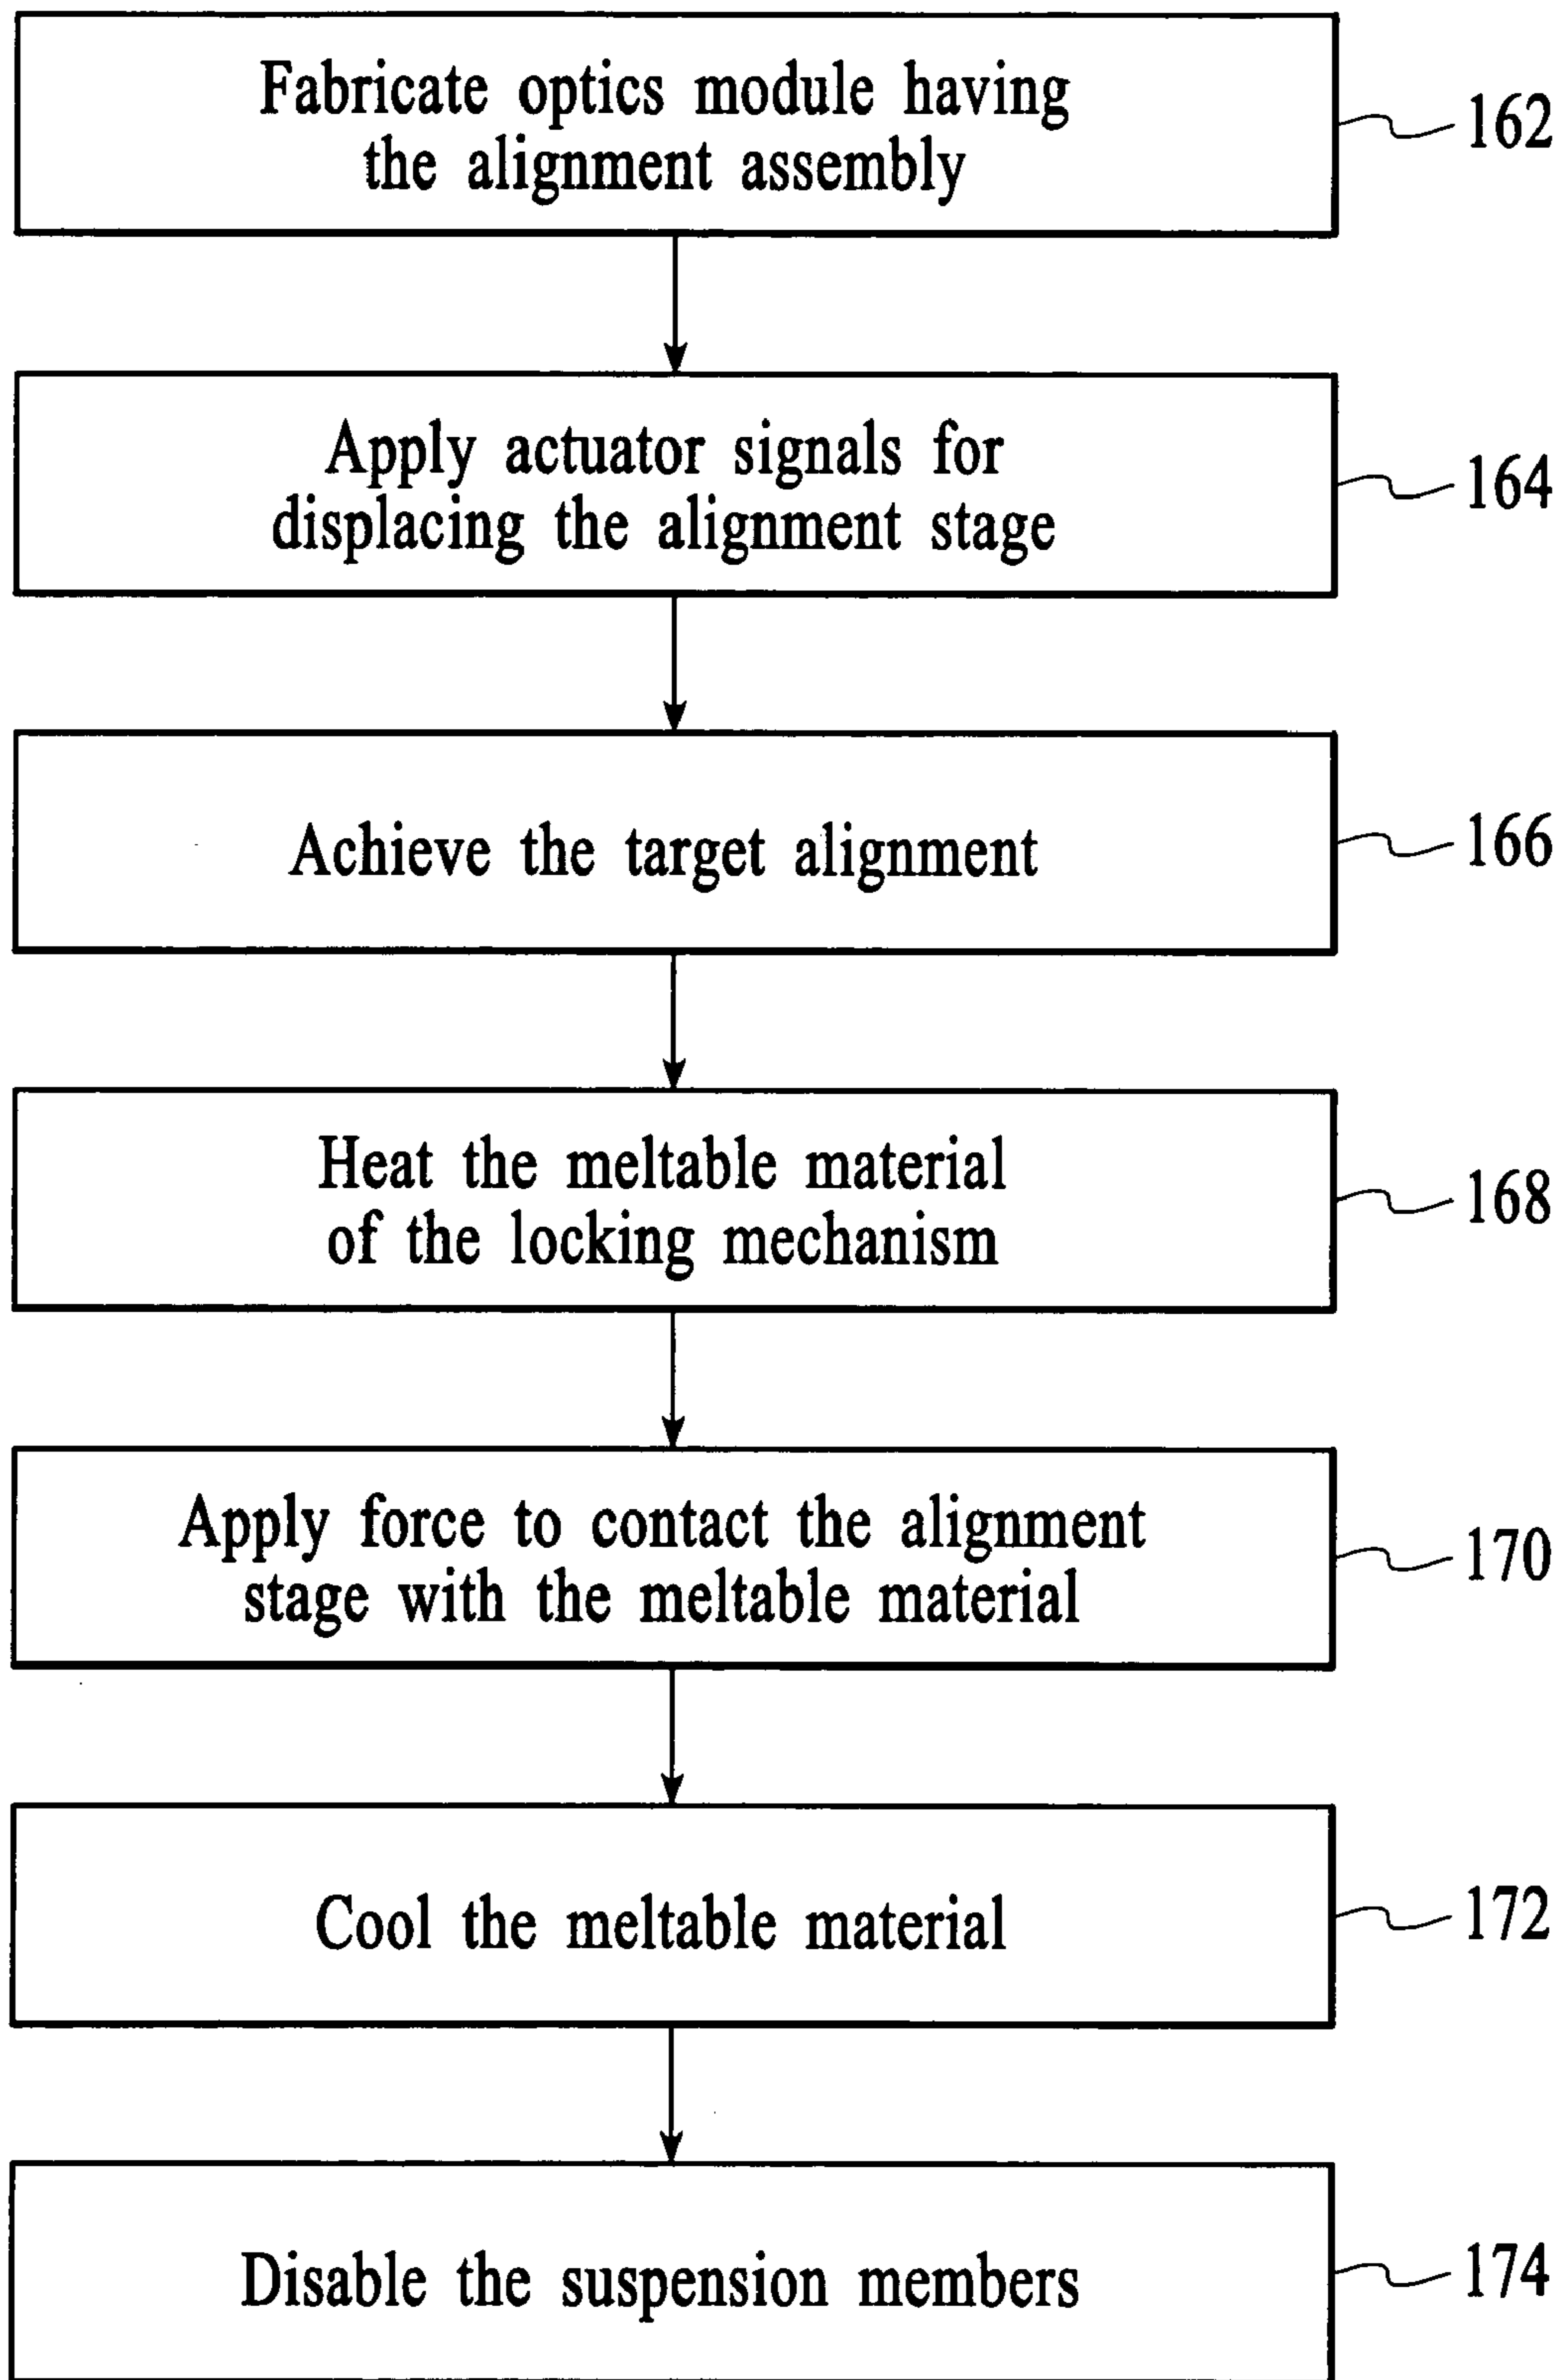 Fabricate optics module having
the alignment assembly
162
Apply actuator signals for
displacing the alignment stage
164
Achieve the target alignment
166
Heat the meltable material
of the locking mechanism
168
Apply force to contact the alignment
stage with the meltable material
170
Cool the meltable material
172
Disable the suspension members
174